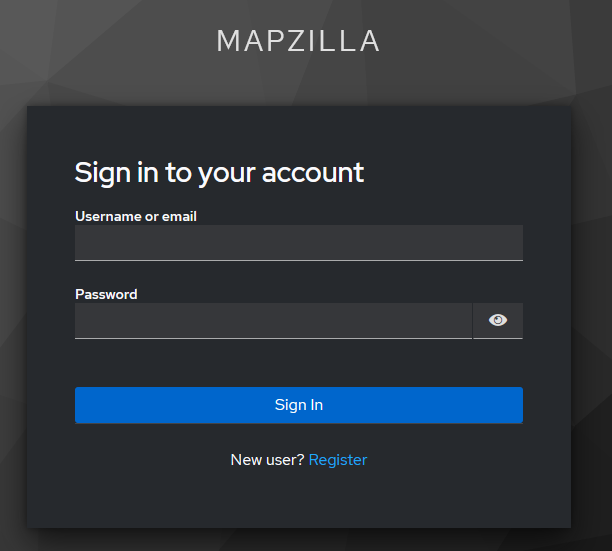 MAPZILLA
Sign in to your account
Username or email
Password
Sign In
New user? Register